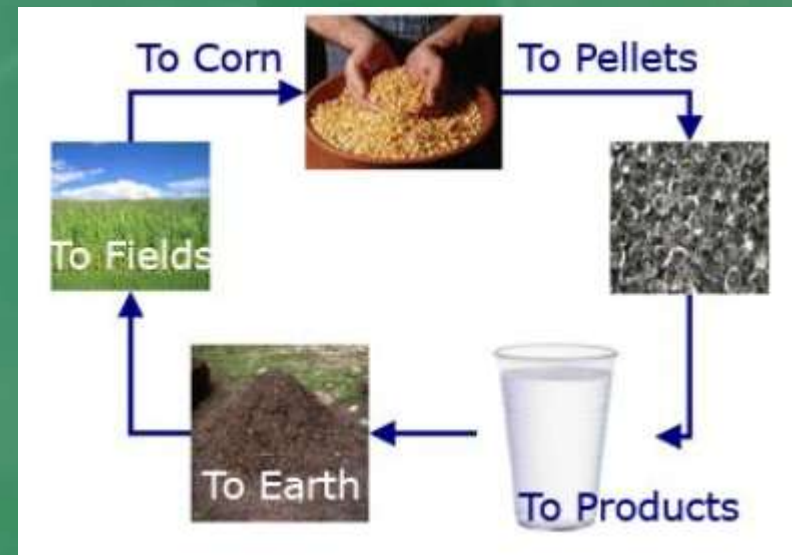 To Corn
To Pellets
To Fields
To Earth
To Products